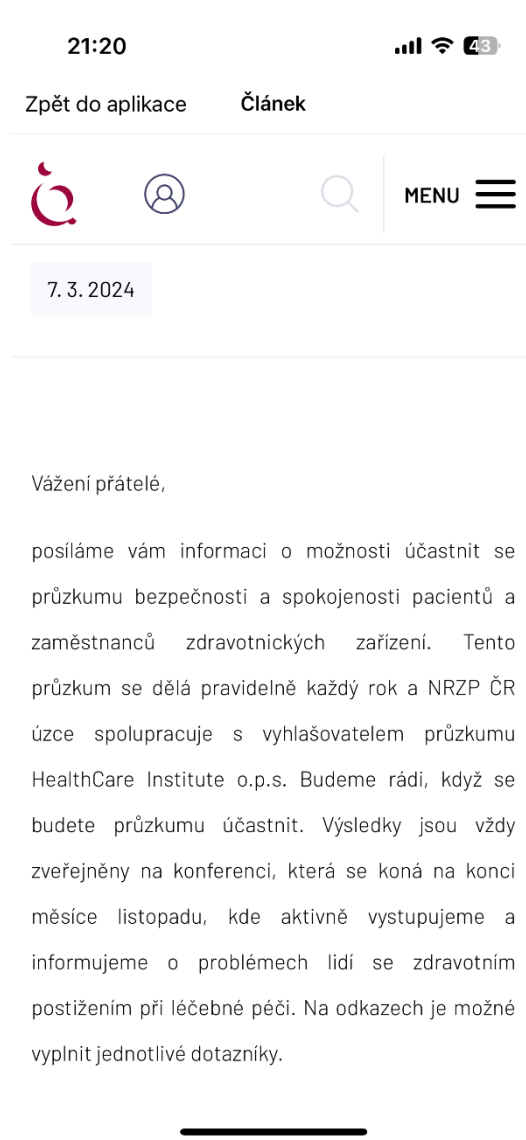 21:20
43
Zpět do aplikace Článek
MENU
7. 3. 2024
Vážení přátelé,
posíláme vám informaci o možnosti účastnit se
průzkumu bezpečnosti a spokojenosti pacientů a
zaměstnanců zdravotnických zařízení. Tento
průzkum se dělá pravidelně každý rok a NRZP ČR
úzce spolupracuje s vyhlašovatelem průzkumu
HealthCare Institute o.p.s. Budeme rádi, když se
budete průzkumu účastnit. Výsledky jsou vždy
zveřejněny na konferenci, která se koná na konci
měsíce listopadu, kde aktivně vystupujeme a
informujeme o problémech lidí se zdravotním
postižením při léčebné péči. Na odkazech je možné
vyplnit jednotlivé dotazníky.